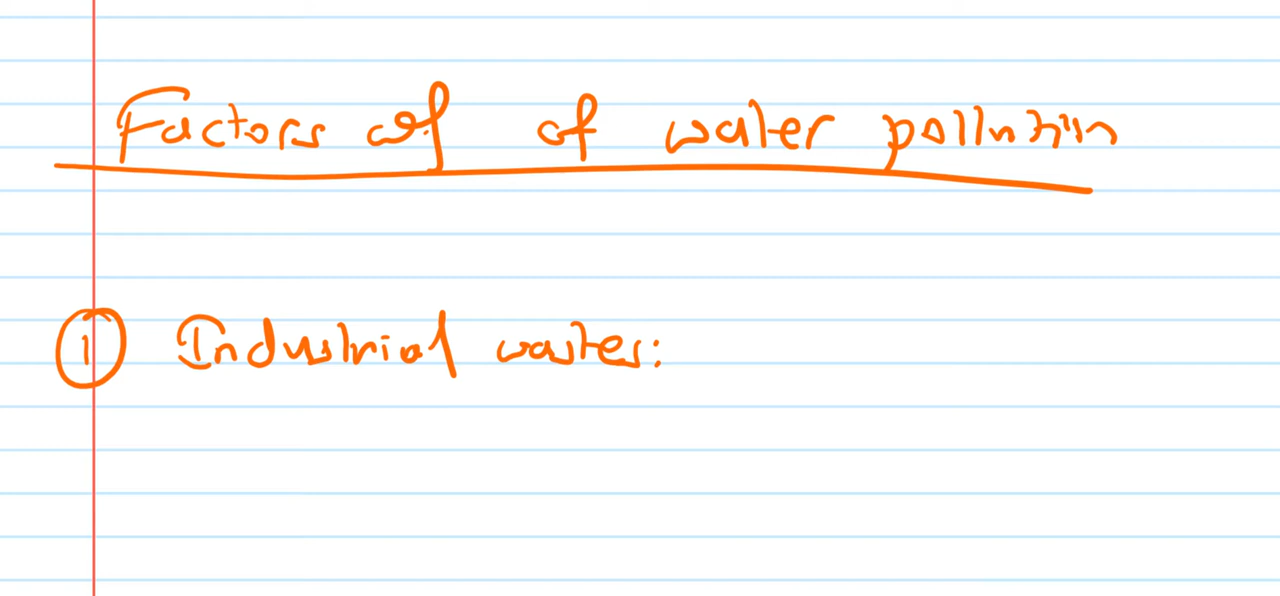 Factors of of water pollution
① Industrial wastes: